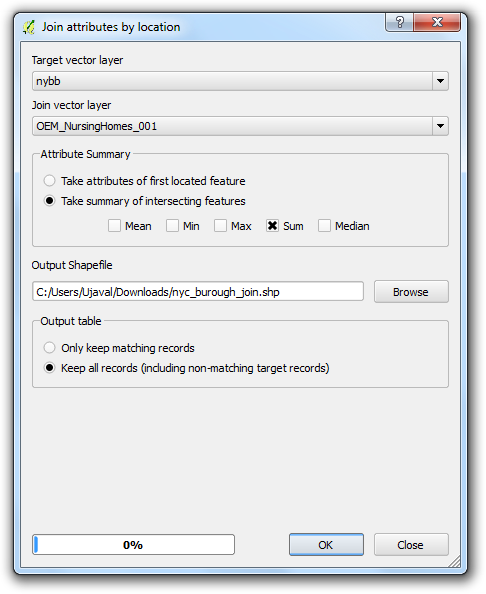 Join attributes by location
?
Target vector layer
nybb
Join vector layer
OEM_NursingHomes_001
Attribute Summary
Take attributes of first located feature
Take summary of intersecting features
Mean Min Max Sum Median
Output Shapefile
C:/Users/Ujaval/Downloads/nyc_burough_join.shp Browse
Output table
Only keep matching records
Keep all records (including non-matching target records)
0% OK Close